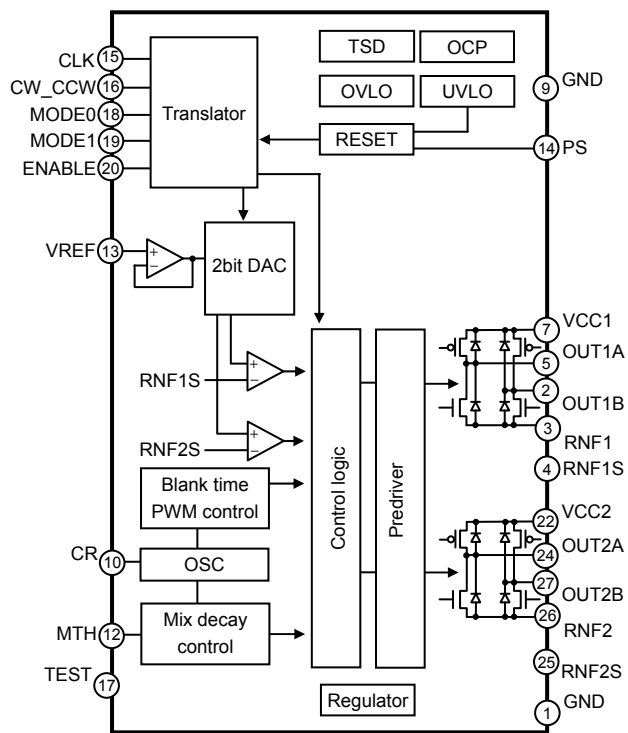 CLK 15
CW_CCW 16
MODE0 18
MODE1 19
ENABLE 20
Translator
TSD
OCP
OVLO
UVLO
RESET
9 GND
14 PS
VREF 13
+
−
2bit DAC
RNF1S
+
−
RNF2S
+
−
Blank time
PWM control
CR 10
OSC
MTH 12
Mix decay
control
TEST
17
Control logic
Predriver
Regulator
7 VCC1
5 OUT1A
2 OUT1B
3 RNF1
4 RNF1S
22 VCC2
24 OUT2A
27 OUT2B
26 RNF2
25 RNF2S
1 GND